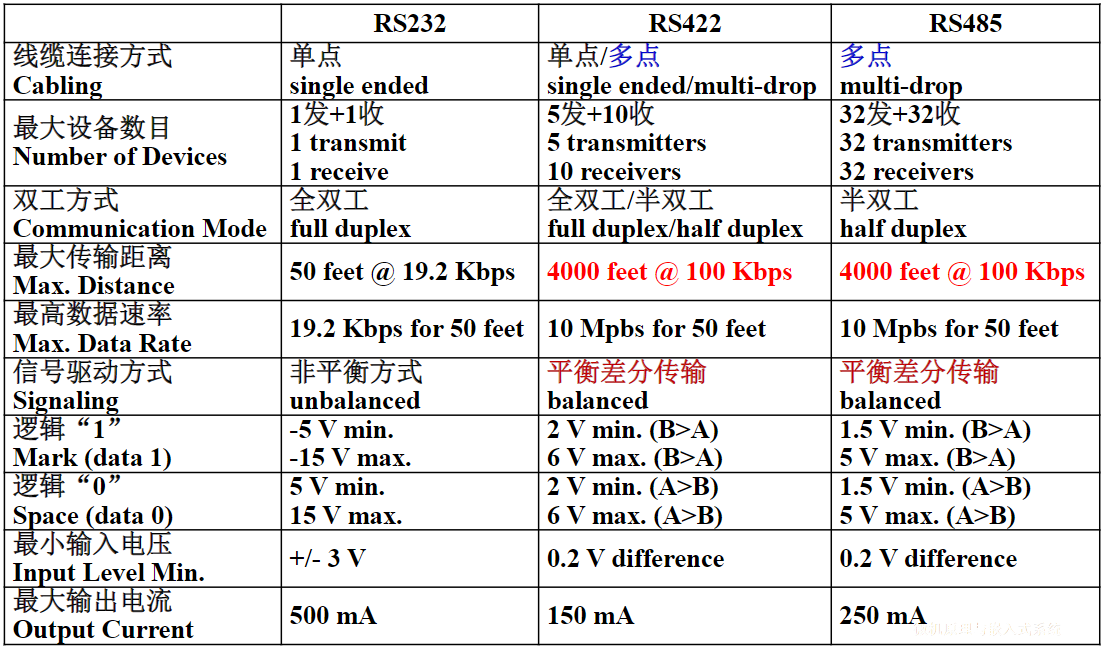 RS232 RS422 RS485
线缆连接方式 单点 单点/多点 多点
Cabling single ended single ended/multi-drop multi-drop
最大设备数目 1发+1收 5发+10收 32发+32收
Number of Devices 1 transmit 5 transmitters 32 transmitters
1 receive 10 receivers 32 receivers
双工方式 全双工 全双工/半双工 半双工
Communication Mode full duplex full duplex/half duplex half duplex
最大传输距离
Max. Distance 50 feet @ 19.2 Kbps 4000 feet @ 100 Kbps 4000 feet @ 100 Kbps
最高数据速率
Max. Data Rate 19.2 Kbps for 50 feet 10 Mpbs for 50 feet 10 Mpbs for 50 feet
信号驱动方式 非平衡方式 平衡差分传输 平衡差分传输
Signaling unbalanced balanced balanced
逻辑“1” -5 V min. 2 V min. (B>A) 1.5 V min. (B>A)
Mark (data 1) -15 V max. 6 V max. (B>A) 5 V max. (B>A)
逻辑“0” 5 V min. 2 V min. (A>B) 1.5 V min. (A>B)
Space (data 0) 15 V max. 6 V max. (A>B) 5 V max. (A>B)
最小输入电压
Input Level Min. +/- 3 V 0.2 V difference 0.2 V difference
最大输出电流
Output Current 500 mA 150 mA 250 mA